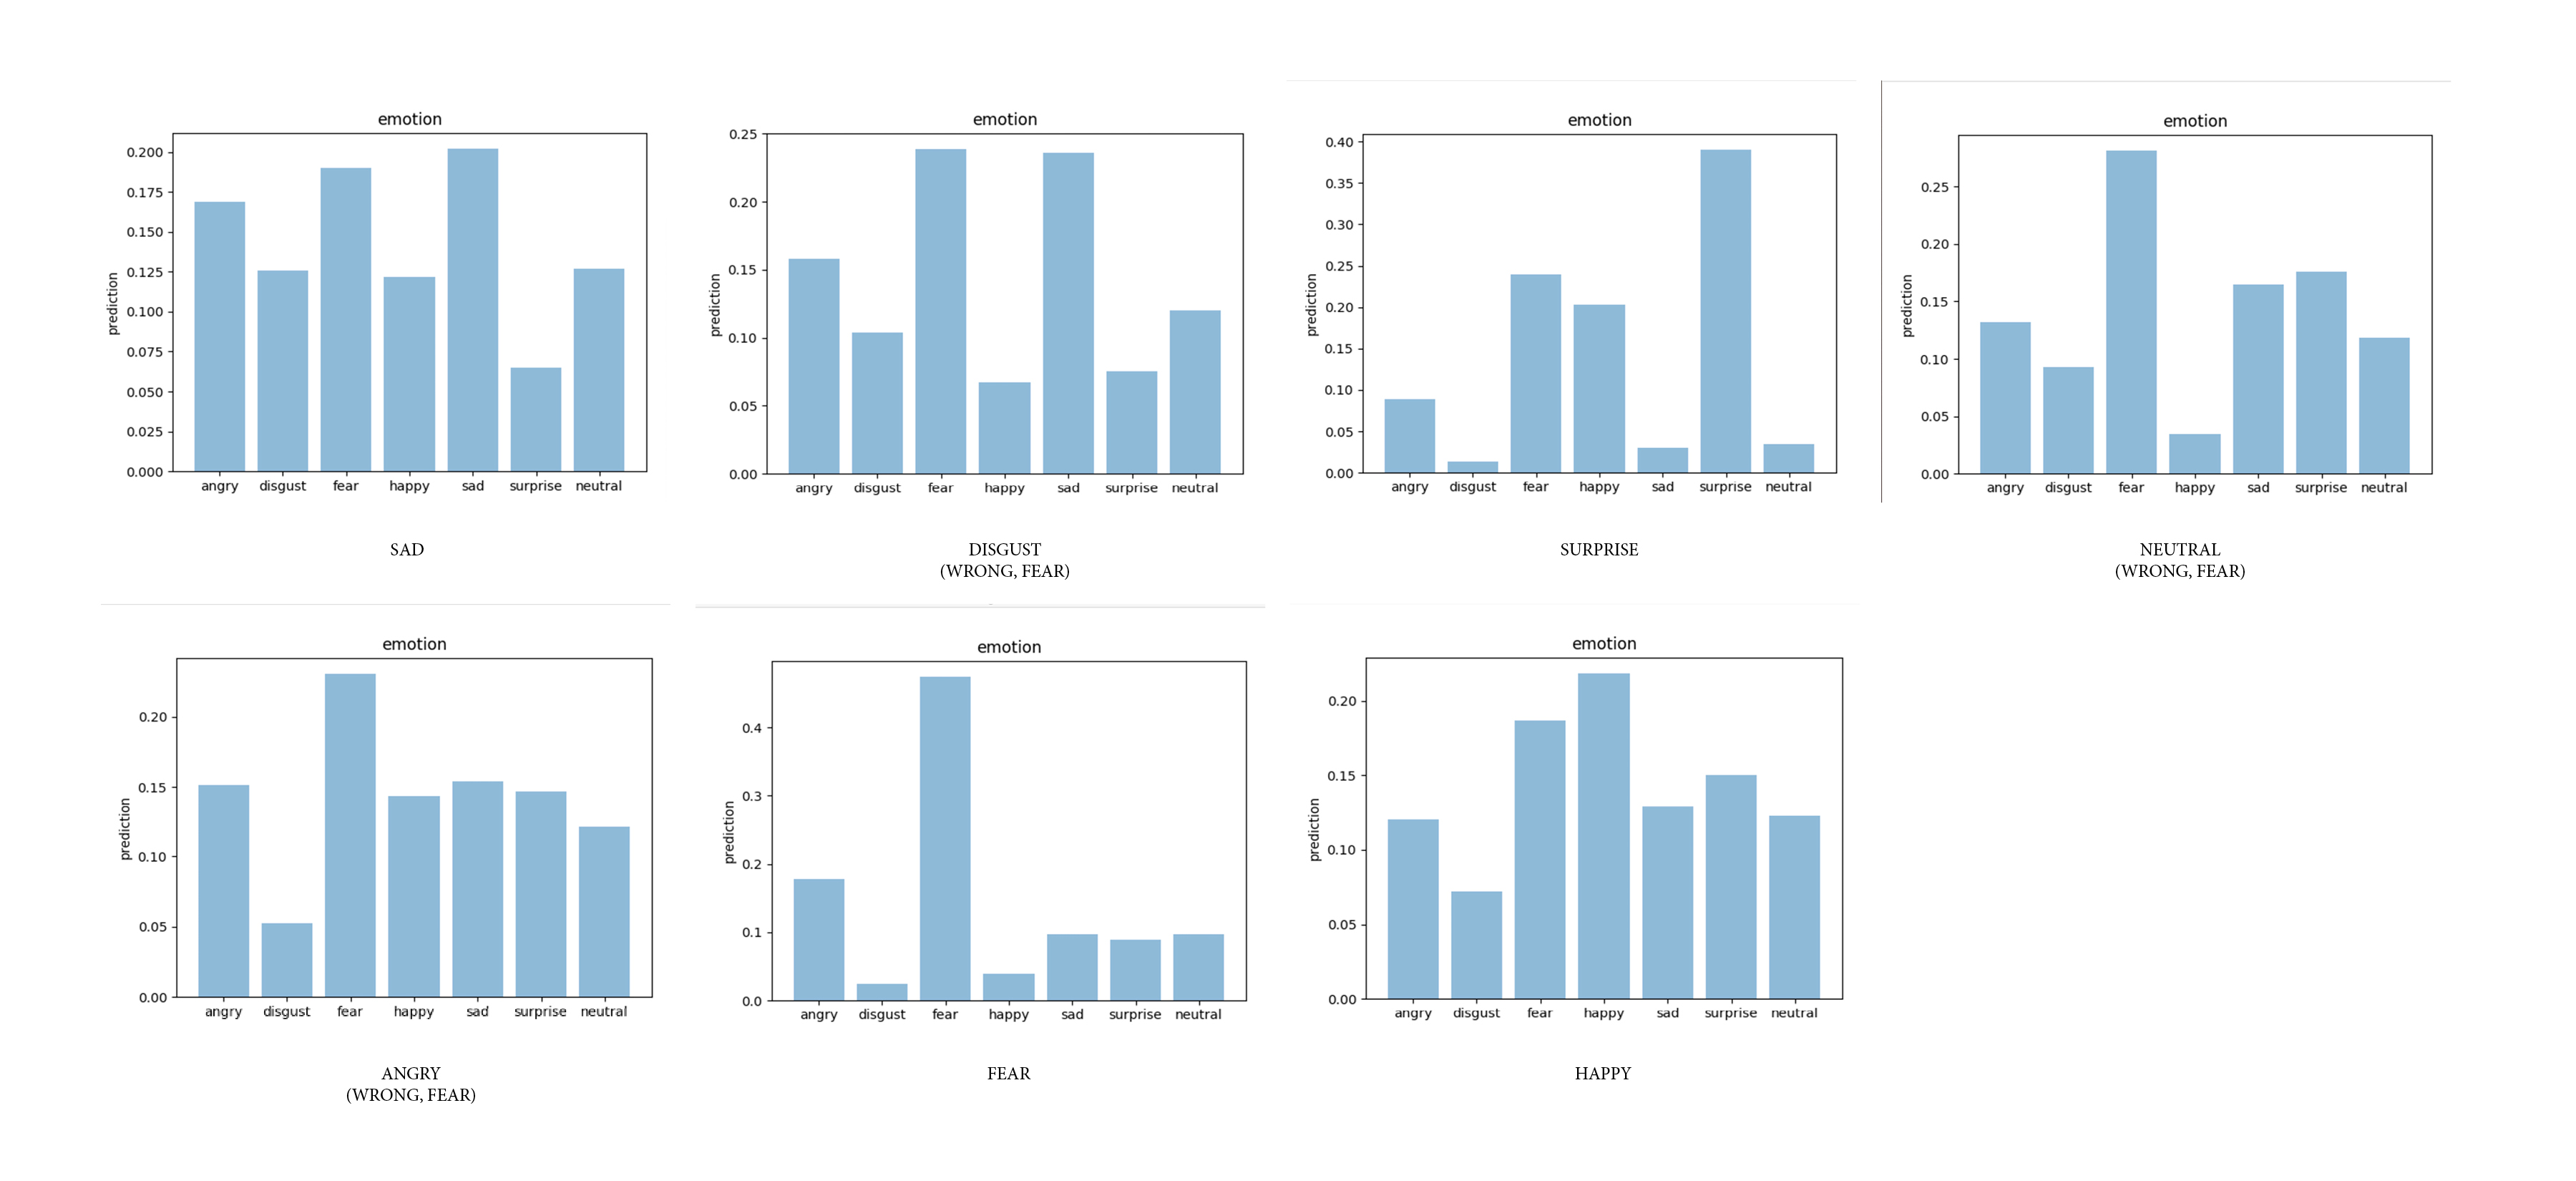 emotion
prediction
0.200
0.175
0.150
0.125
0.100
0.075
0.050
0.025
0.000
angry disgust fear happy sad surprise neutral
SAD
emotion
prediction
0.25
0.20
0.15
0.10
0.05
0.00
angry disgust fear happy sad surprise neutral
DISGUST
(WRONG, FEAR)
emotion
prediction
0.40
0.35
0.30
0.25
0.20
0.15
0.10
0.05
0.00
angry disgust fear happy sad surprise neutral
SURPRISE
emotion
prediction
0.25
0.20
0.15
0.10
0.05
0.00
angry disgust fear happy sad surprise neutral
NEUTRAL
(WRONG, FEAR)
emotion
prediction
0.20
0.15
0.10
0.05
0.00
angry disgust fear happy sad surprise neutral
ANGRY
(WRONG, FEAR)
emotion
prediction
0.4
0.3
0.2
0.1
0.0
angry disgust fear happy sad surprise neutral
FEAR
emotion
prediction
0.20
0.15
0.10
0.05
0.00
angry disgust fear happy sad surprise neutral
HAPPY